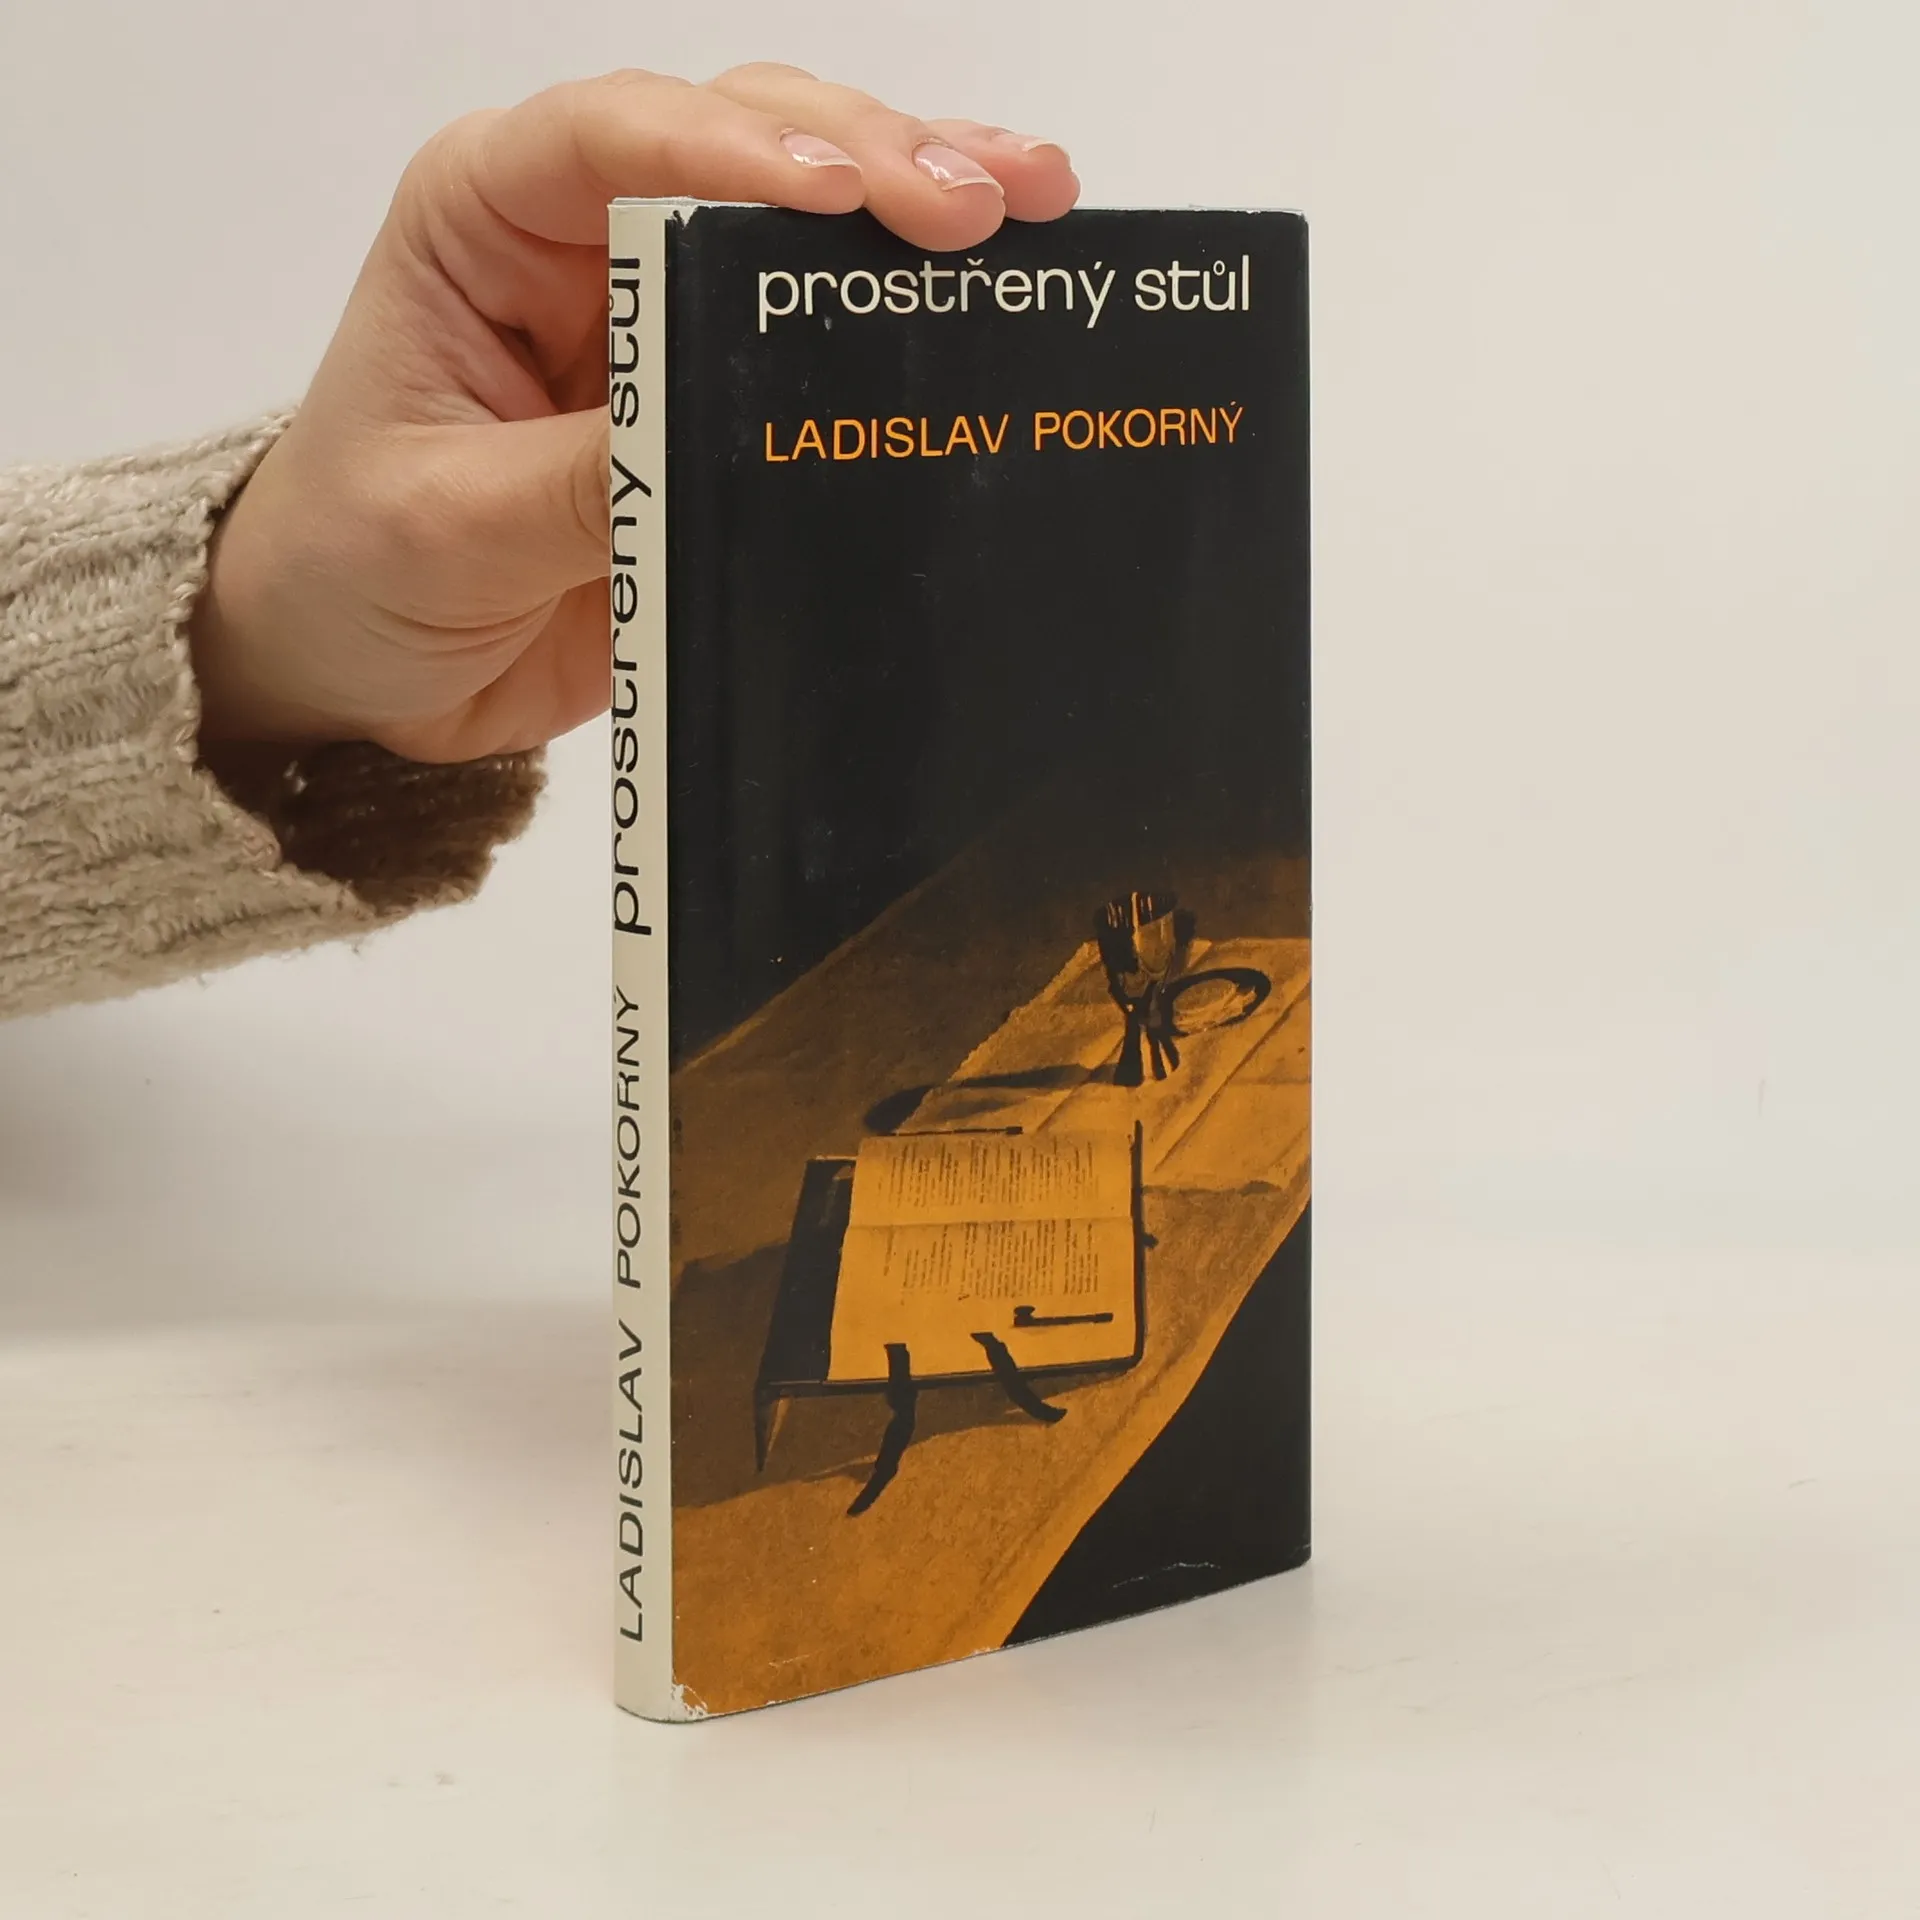 prostřený stůl
LADISLAV POKORNÝ
LADISLAV POKORNÝ prostřený stůl